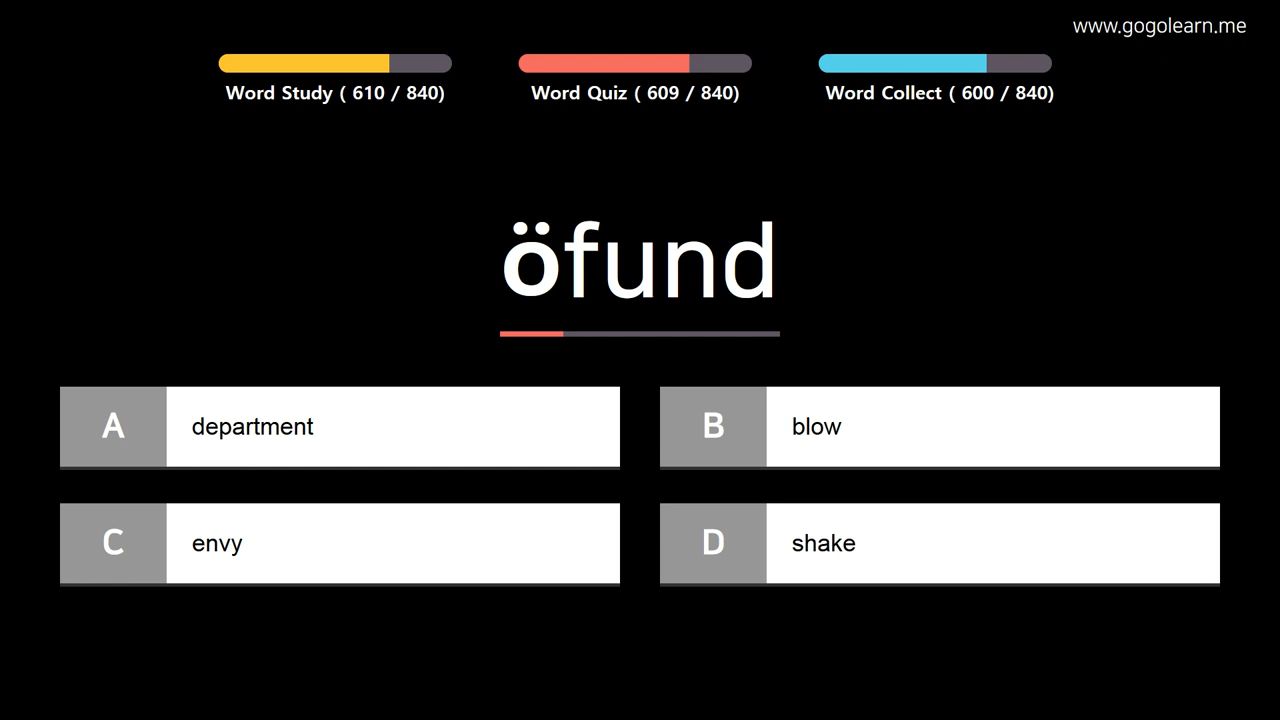 www.gogolearn.me
Word Study ( 610 / 840)
Word Quiz ( 609 / 840)
Word Collect ( 600 / 840)
öfund
A department
B blow
C envy
D shake